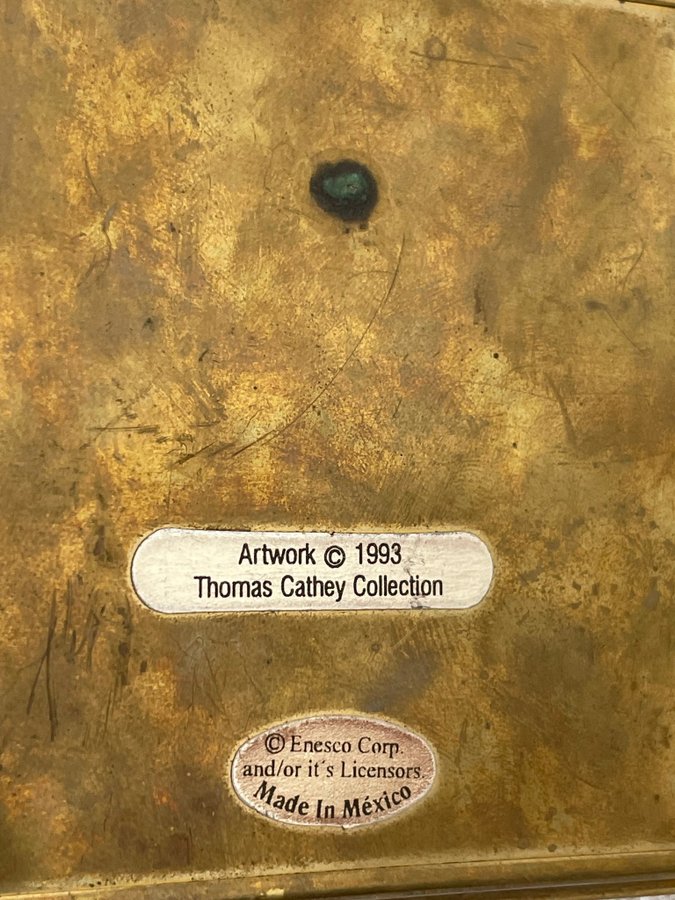 Artwork © 1993
Thomas Cathey Collection
© Enesco Corp.
and/or it´s Licensors.
Made In México